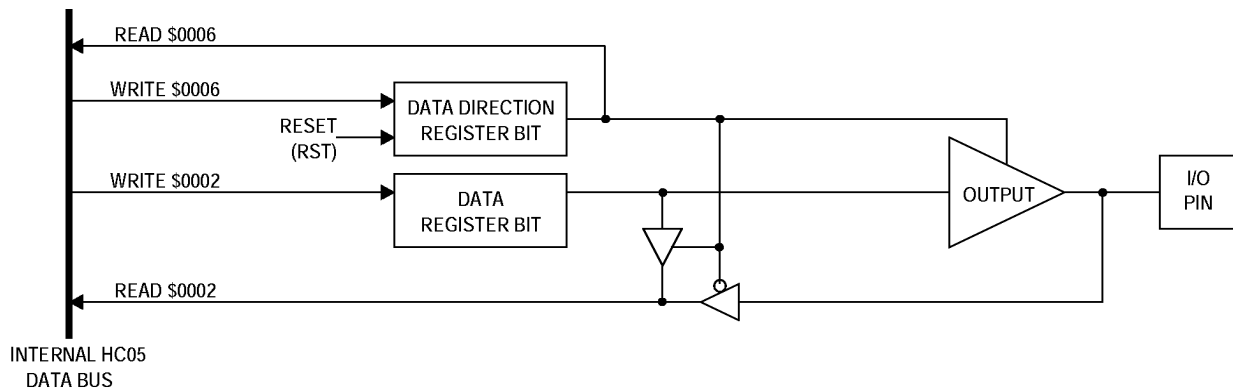 READ $0006
WRITE $0006
DATA DIRECTION
REGISTER BIT
RESET
(RST)
WRITE $0002
DATA
REGISTER BIT
OUTPUT
I/O
PIN
READ $0002
INTERNAL HC05
DATA BUS